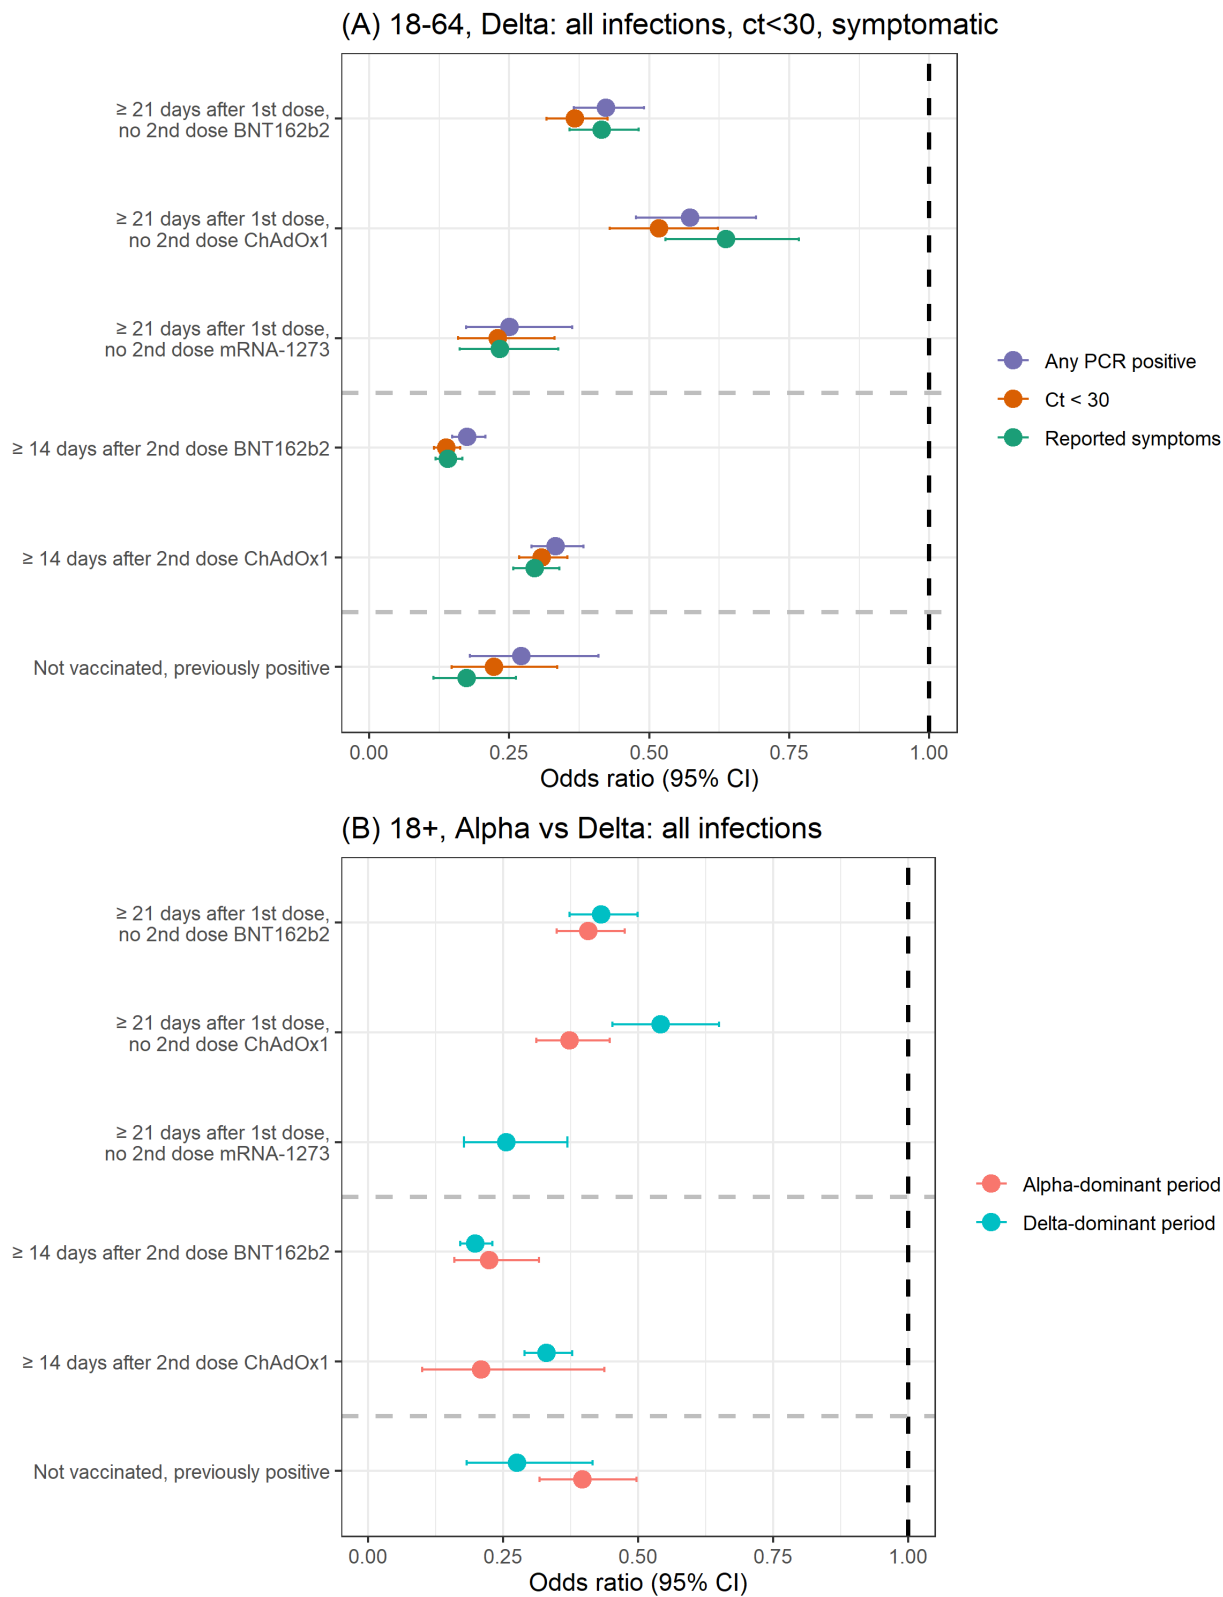 (A) 18-64, Delta: all infections, ct<30, symptomatic
≥ 21 days after 1st dose,
no 2nd dose BNT162b2
≥ 21 days after 1st dose,
no 2nd dose ChAdOx1
≥ 21 days after 1st dose,
no 2nd dose mRNA-1273
≥ 14 days after 2nd dose BNT162b2
≥ 14 days after 2nd dose ChAdOx1
Not vaccinated, previously positive
0.00 0.25 0.50 0.75 1.00
Odds ratio (95% CI)
Any PCR positive
Ct < 30
Reported symptoms
(B) 18+, Alpha vs Delta: all infections
≥ 21 days after 1st dose,
no 2nd dose BNT162b2
≥ 21 days after 1st dose,
no 2nd dose ChAdOx1
≥ 21 days after 1st dose,
no 2nd dose mRNA-1273
≥ 14 days after 2nd dose BNT162b2
≥ 14 days after 2nd dose ChAdOx1
Not vaccinated, previously positive
0.00 0.25 0.50 0.75 1.00
Odds ratio (95% CI)
Alpha-dominant period
Delta-dominant period